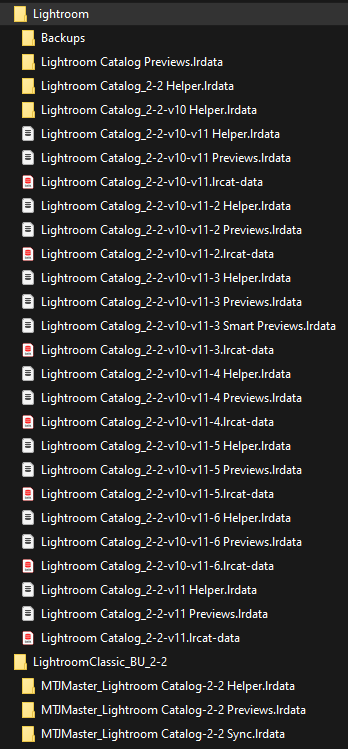 Lightroom
Backups
Lightroom Catalog Previews.lrdata
Lightroom Catalog_2-2 Helper.lrdata
Lightroom Catalog_2-2-v10 Helper.lrdata
Lightroom Catalog_2-2-v10-v11 Helper.lrdata
Lightroom Catalog_2-2-v10-v11 Previews.lrdata
Lightroom Catalog_2-2-v10-v11.lrcat-data
Lightroom Catalog_2-2-v10-v11-2 Helper.lrdata
Lightroom Catalog_2-2-v10-v11-2 Previews.lrdata
Lightroom Catalog_2-2-v10-v11-2.lrcat-data
Lightroom Catalog_2-2-v10-v11-3 Helper.lrdata
Lightroom Catalog_2-2-v10-v11-3 Previews.lrdata
Lightroom Catalog_2-2-v10-v11-3 Smart Previews.lrdata
Lightroom Catalog_2-2-v10-v11-3.lrcat-data
Lightroom Catalog_2-2-v10-v11-4 Helper.lrdata
Lightroom Catalog_2-2-v10-v11-4 Previews.lrdata
Lightroom Catalog_2-2-v10-v11-4.lrcat-data
Lightroom Catalog_2-2-v10-v11-5 Helper.lrdata
Lightroom Catalog_2-2-v10-v11-5 Previews.lrdata
Lightroom Catalog_2-2-v10-v11-5.lrcat-data
Lightroom Catalog_2-2-v10-v11-6 Helper.lrdata
Lightroom Catalog_2-2-v10-v11-6 Previews.lrdata
Lightroom Catalog_2-2-v10-v11-6.lrcat-data
Lightroom Catalog_2-2-v11 Helper.lrdata
Lightroom Catalog_2-2-v11 Previews.lrdata
Lightroom Catalog_2-2-v11.lrcat-data
LightroomClassic_BU_2-2
MTJMaster_Lightroom Catalog-2-2 Helper.lrdata
MTJMaster_Lightroom Catalog-2-2 Previews.lrdata
MTJMaster_Lightroom Catalog-2-2 Sync.lrdata